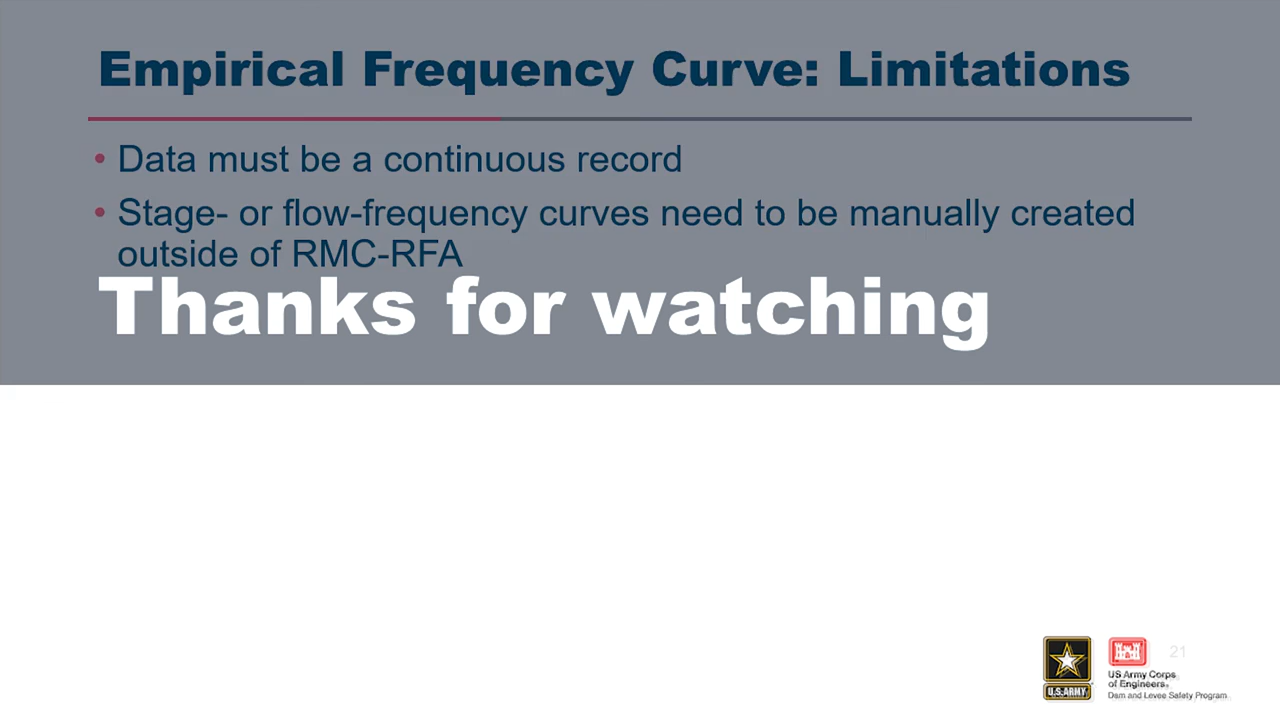 Empirical Frequency Curve: Limitations
• Data must be a continuous record
• Stage- or flow-frequency curves need to be manually created
outside of RMC-RFA
Thanks for watching
21
U.S.ARMY
US Army Corps
of Engineers
Dam and Levee Safety Program